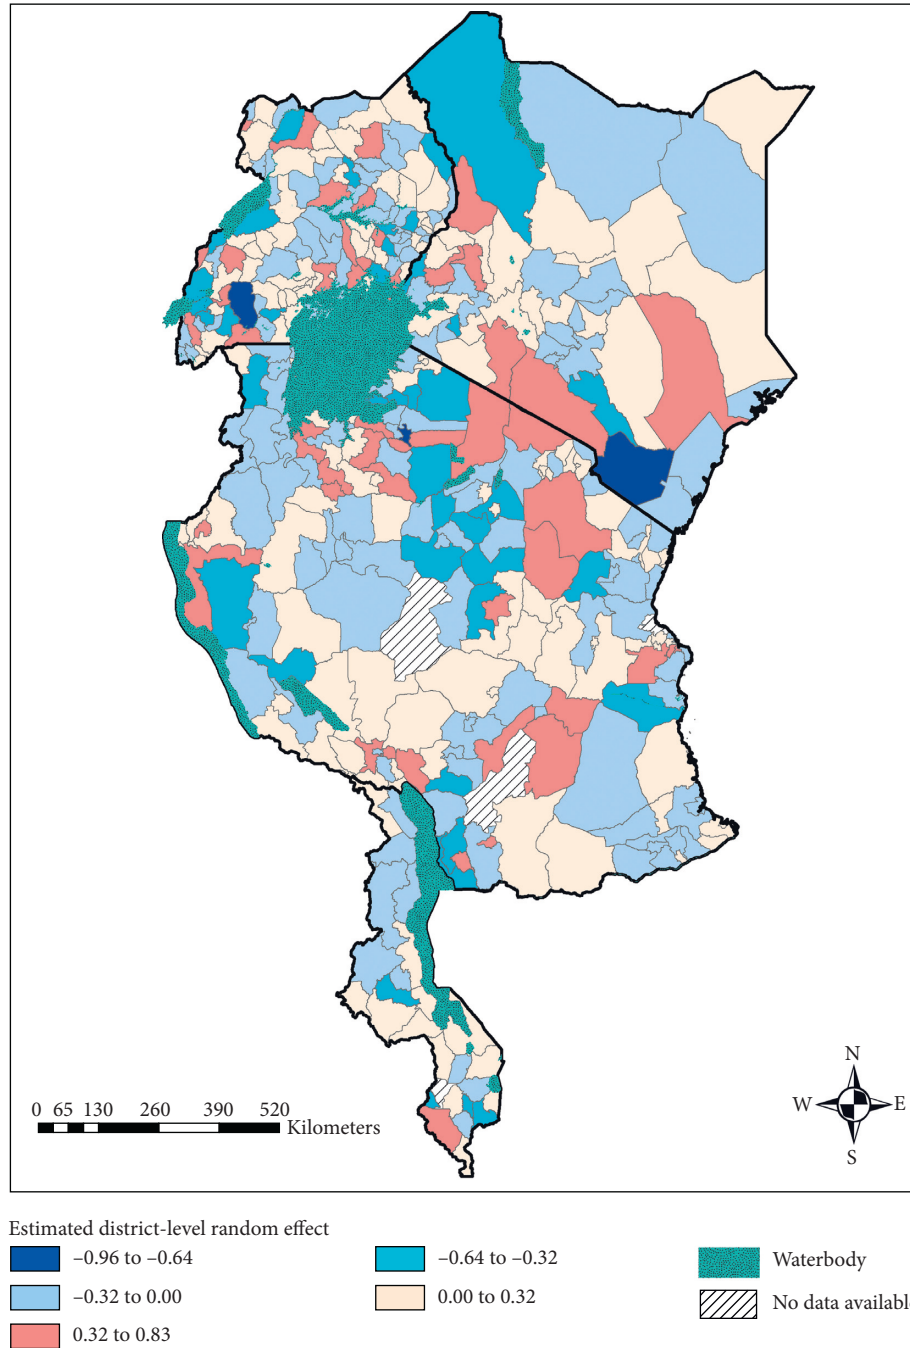 N
W E
S
0 65 130 260 390 520
Kilometers
Estimated district-level random effect
–0.96 to –0.64
–0.64 to –0.32
Waterbody
–0.32 to 0.00
0.00 to 0.32
No data availabl
0.32 to 0.83